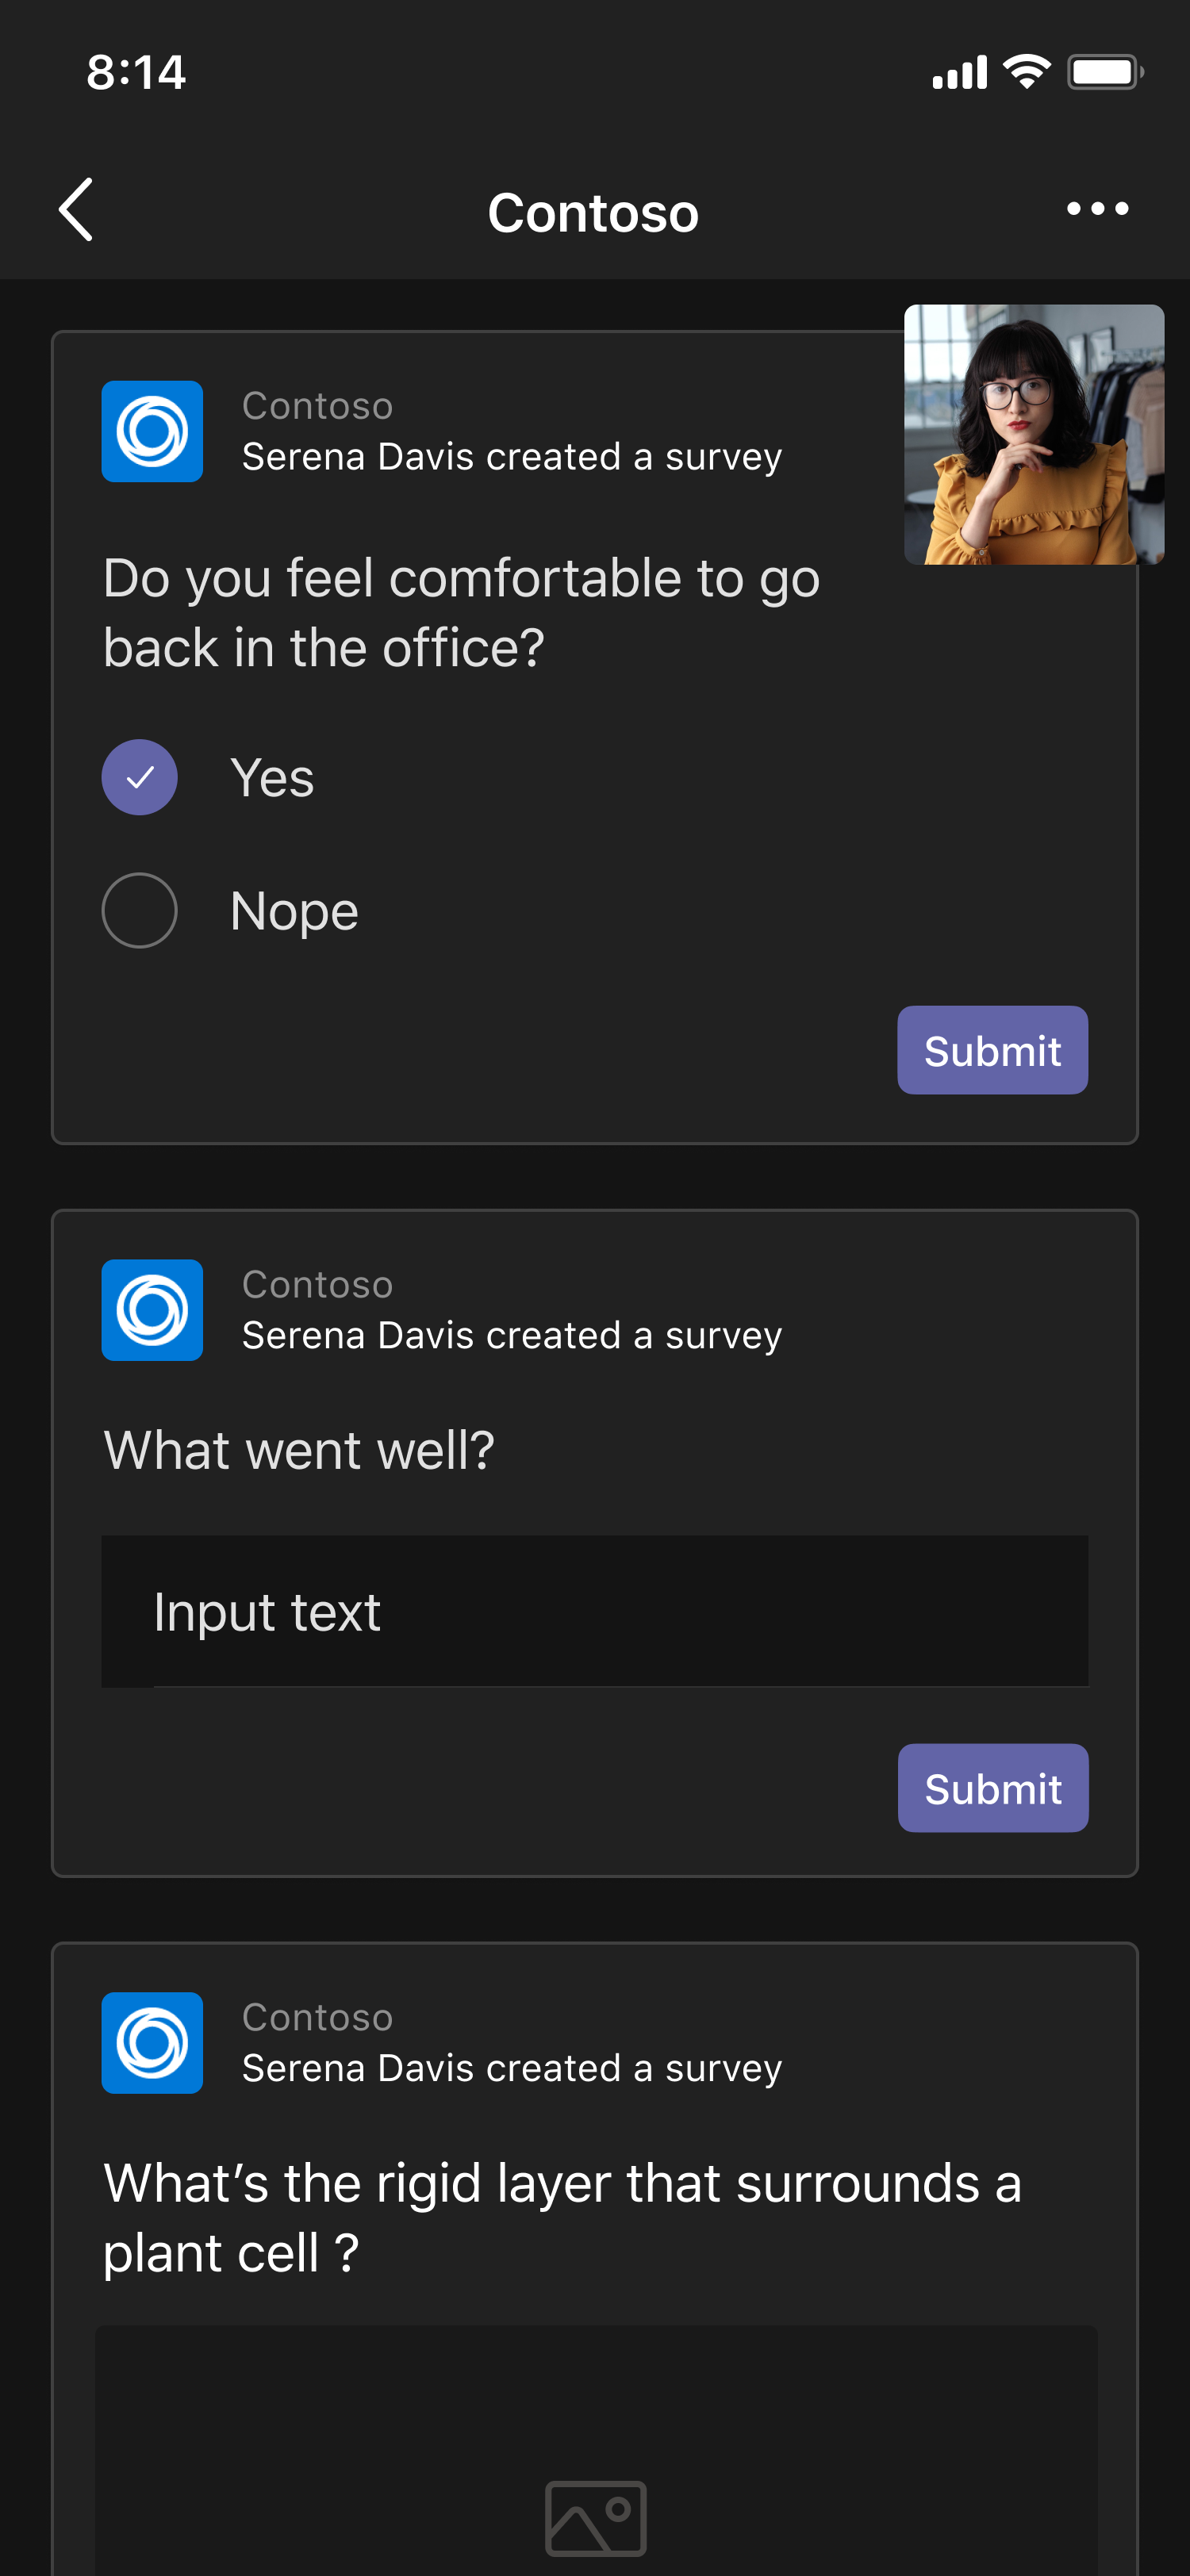 8:14
Contoso
Contoso
Serena Davis created a survey
Do you feel comfortable to go
back in the office?
Yes
Nope
Submit
Contoso
Serena Davis created a survey
What went well?
Input text
Submit
Contoso
Serena Davis created a survey
What’s the rigid layer that surrounds a
plant cell ?